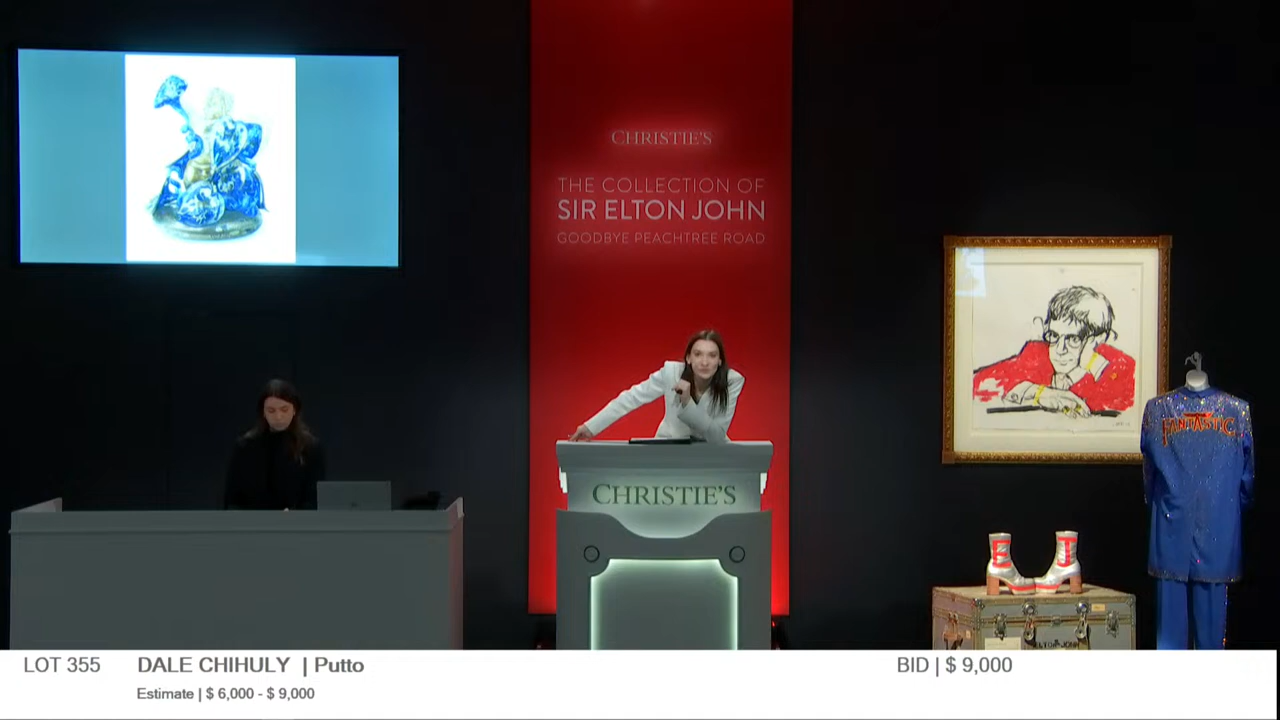 CHRISTIE'S
THE COLLECTION OF
SIR ELTON JOHN
GOODBYE PEACHTREE ROAD
FANTASTIC
CHRISTIE'S
E
J
ELTON JOHN
LOT 355 DALE CHIHULY | Putto BID | $ 9,000
Estimate | $ 6,000 - $ 9,000